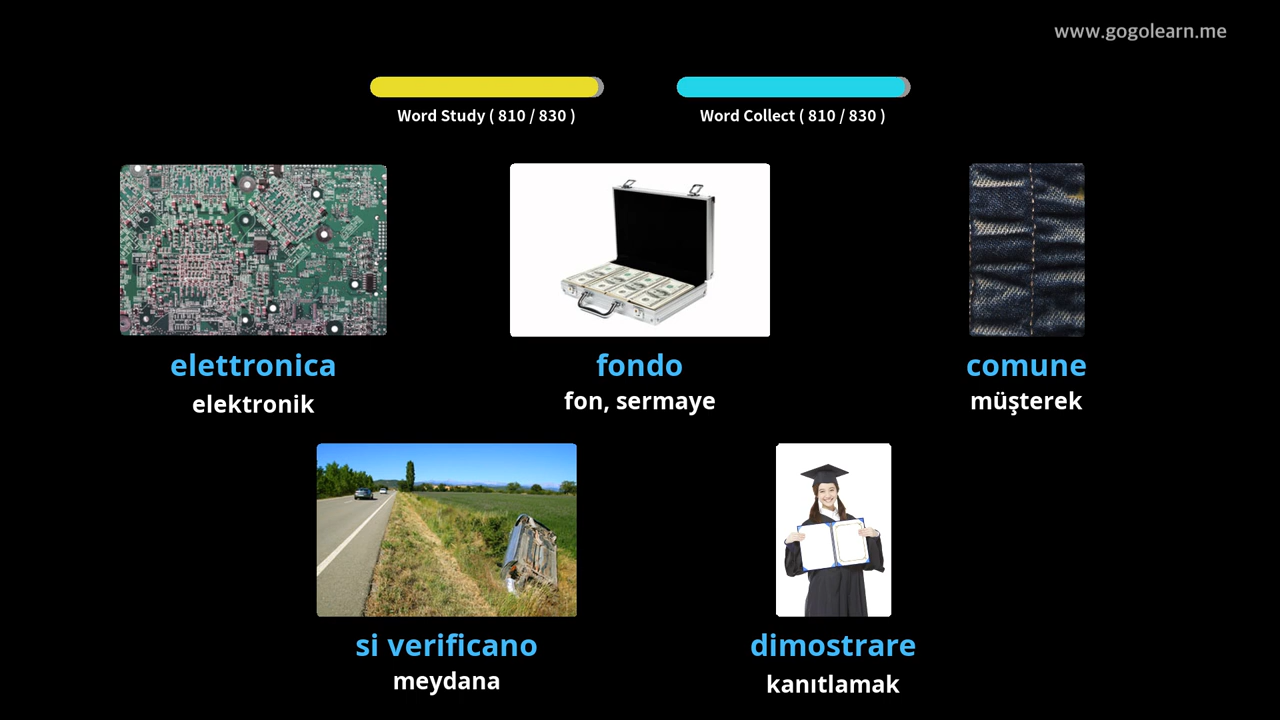 www.gogolearn.me
Word Study ( 810 / 830 )
Word Collect ( 810 / 830 )
elettronica
elektronik
fondo
fon, sermaye
comune
müşterek
si verificano
meydana
dimostrare
kanıtlamak